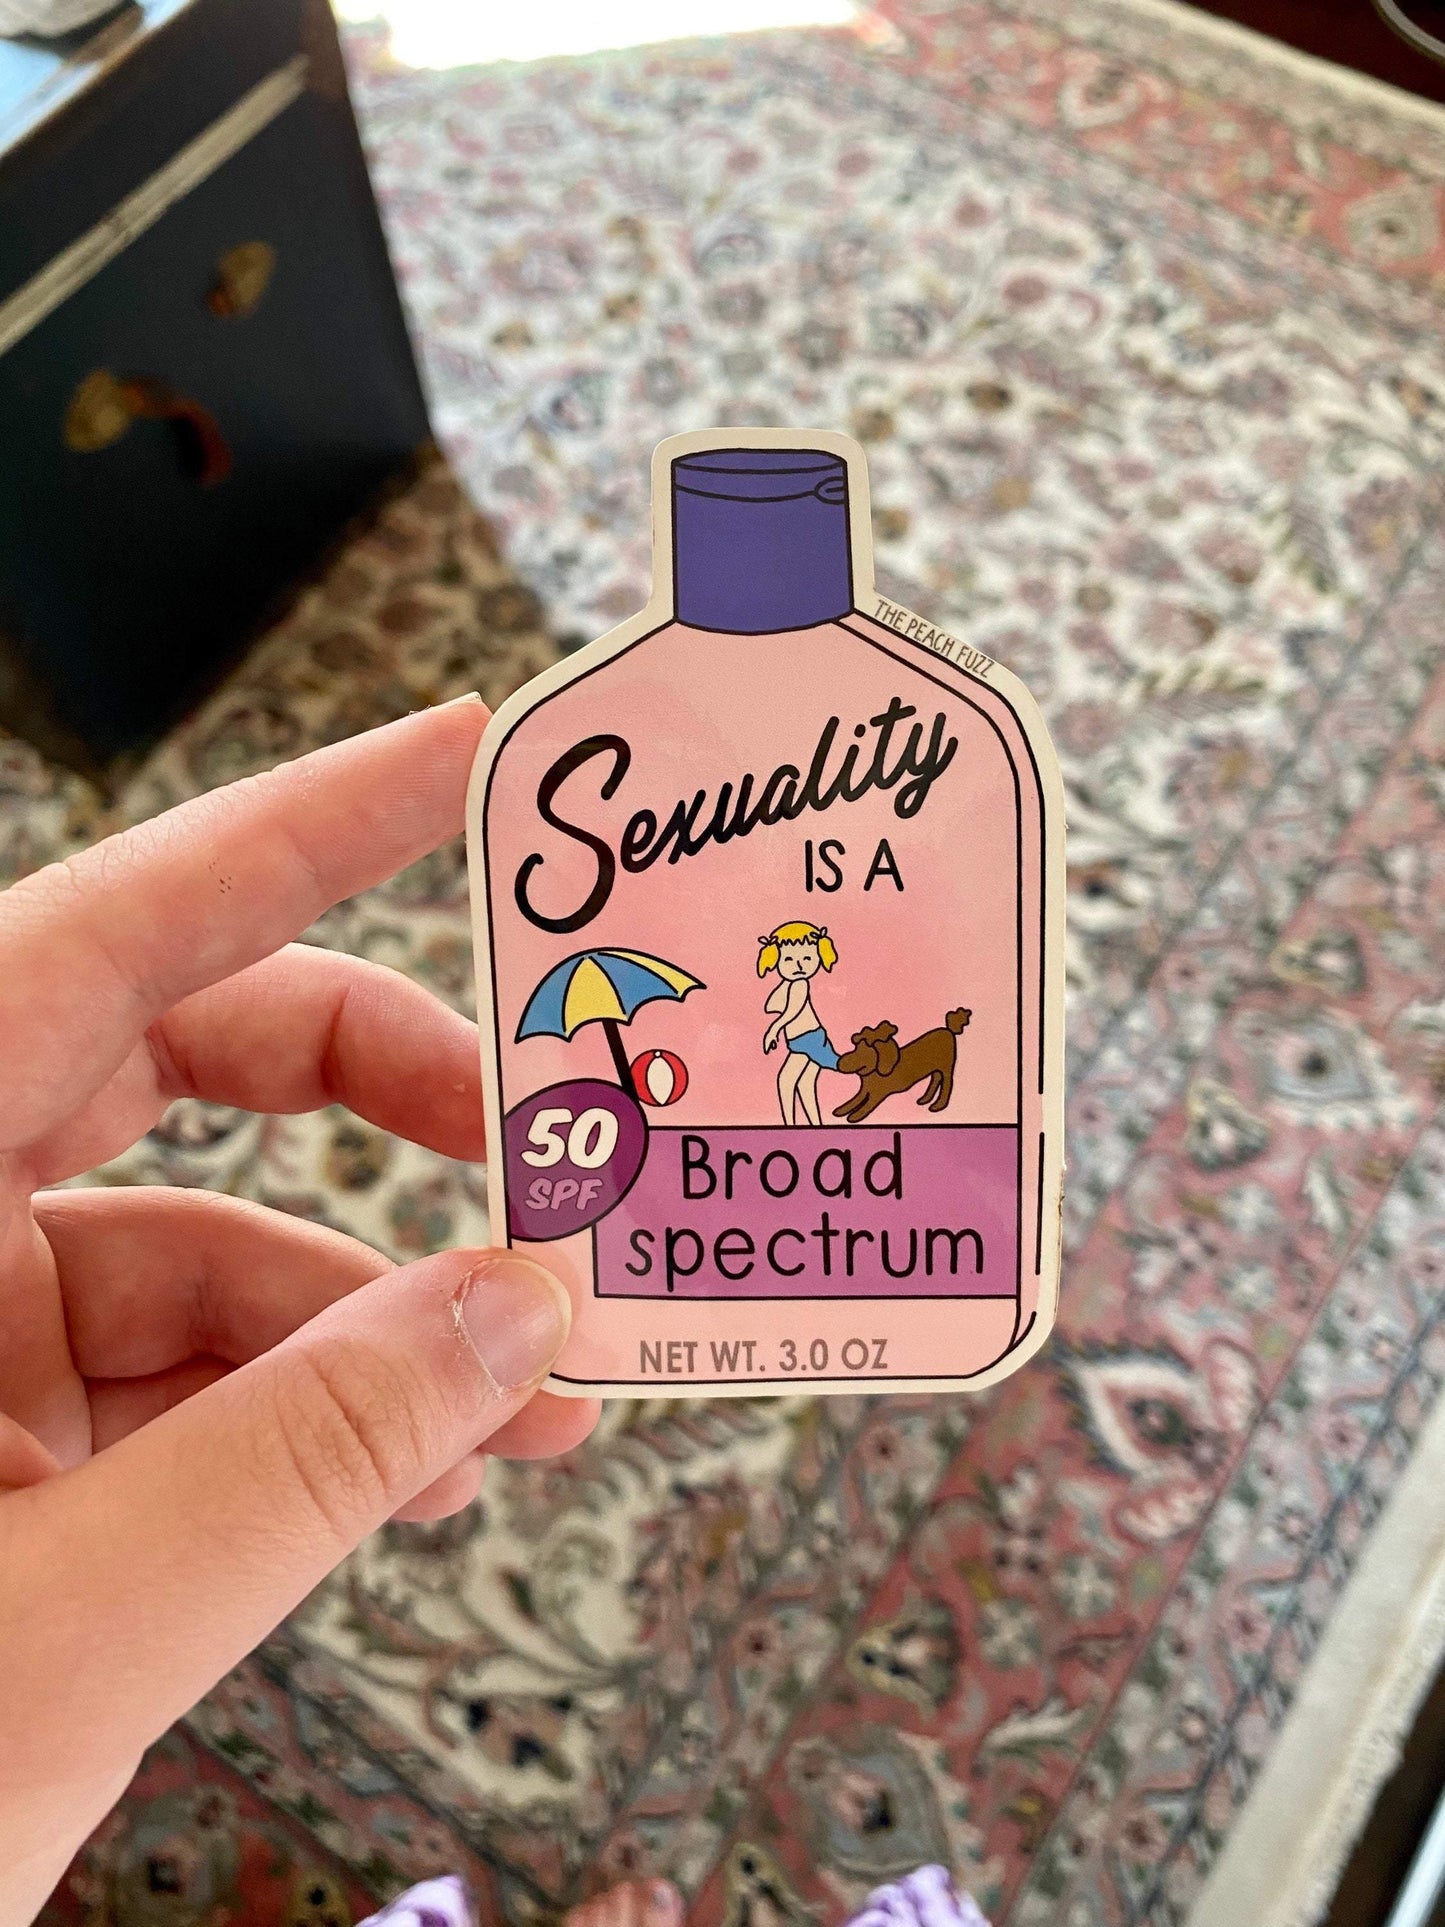 THE PEACH FUZZ
Sexuality
IS A
50
SPF
Broad
spectrum
NET WT. 3.0 OZ